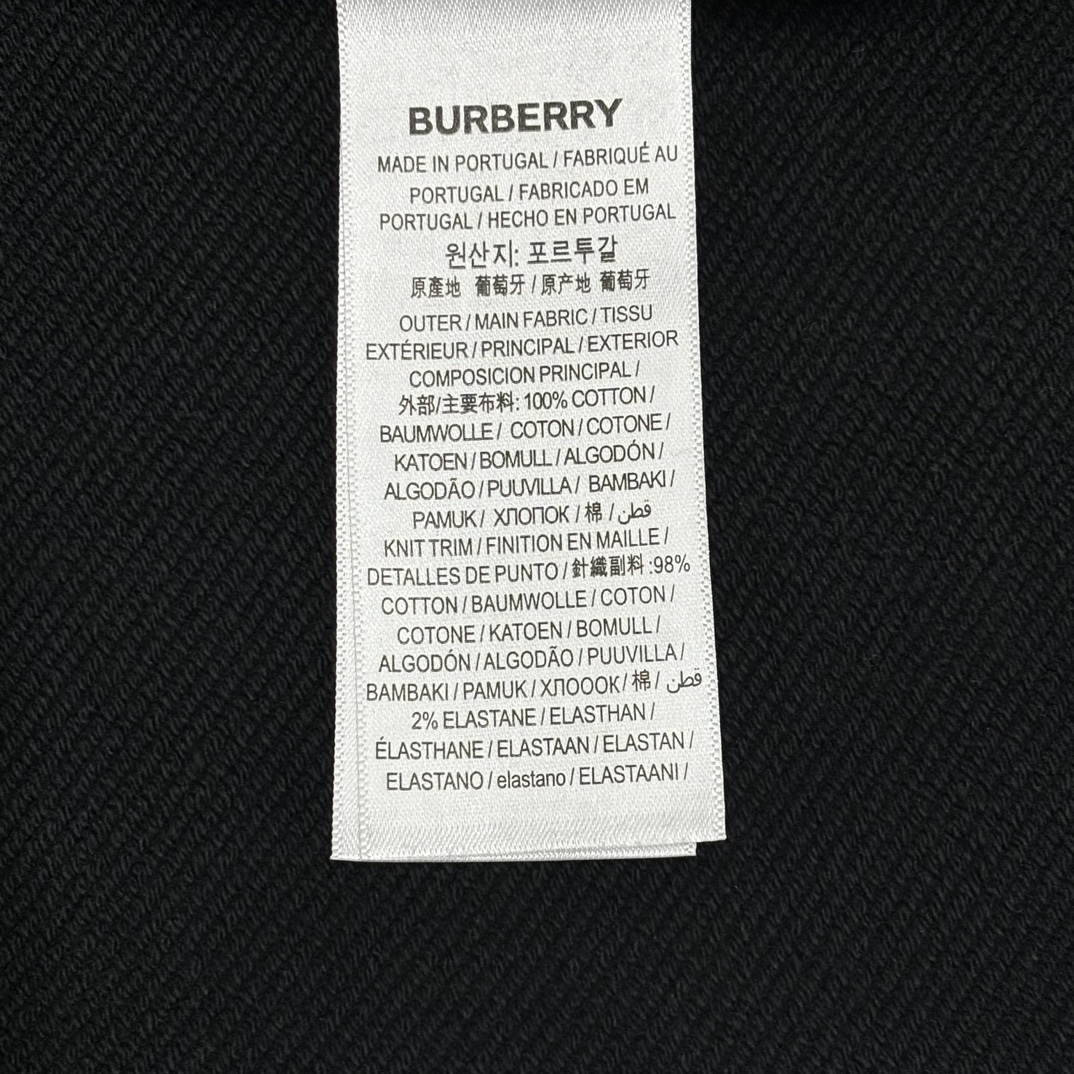 BURBERRY
MADE IN PORTUGAL / FABRIQUÉ AU
PORTUGAL / FABRICADO EM
PORTUGAL / HECHO EN PORTUGAL
원산지: 포르투갈
原產地 葡萄牙 / 原产地 葡萄牙
OUTER / MAIN FABRIC / TISSU
EXTÉRIEUR / PRINCIPAL / EXTERIOR
COMPOSICION PRINCIPAL /
外部/主要布料: 100% COTTON /
BAUMWOLLE / COTON / COTONE /
KATOEN / BOMULL / ALGODÓN /
ALGODÃO / PUUVILLA / BAMBAKI /
PAMUK / ХЛОПОК / 棉 / قطن
KNIT TRIM / FINITION EN MAILLE /
DETALLES DE PUNTO / 針織副料 :98%
COTTON / BAUMWOLLE / COTON /
COTONE / KATOEN / BOMULL /
ALGODÓN / ALGODÃO / PUUVILLA /
BAMBAKI / PAMUK / ХЛОООК / 棉 / قطن
2% ELASTANE / ELASTHAN /
ÉLASTHANE / ELASTAAN / ELASTAN /
ELASTANO / elastano / ELASTAANI /